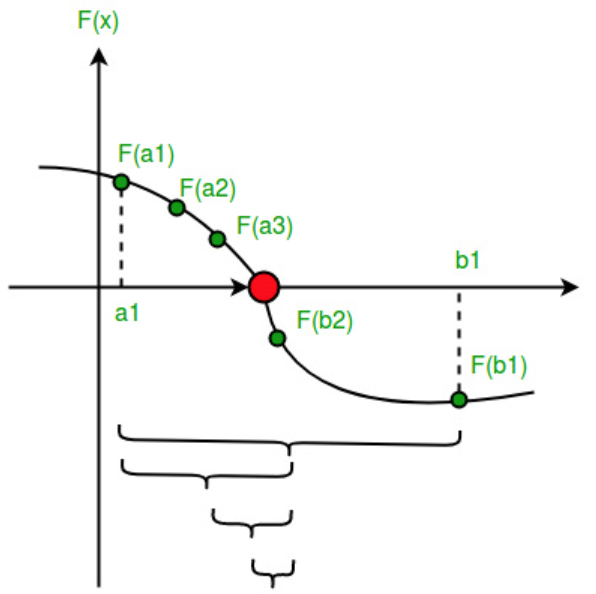 F(x)
F(a1)
F(a2)
F(a3)
b1
a1
F(b2)
F(b1)